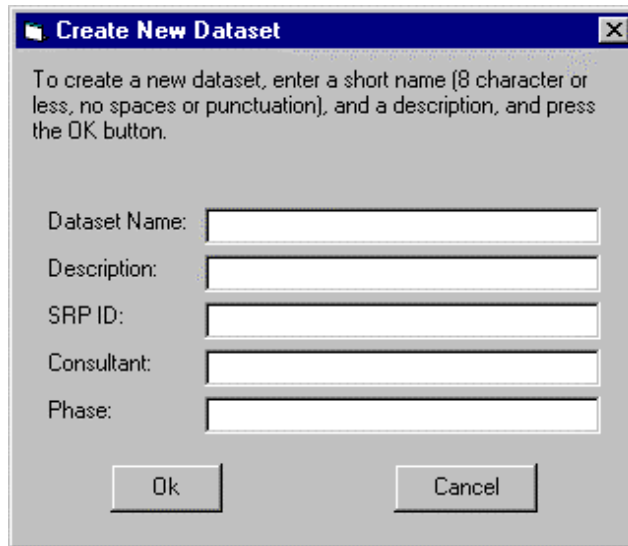 Create New Dataset
To create a new dataset, enter a short name (8 character or
less, no spaces or punctuation), and a description, and press
the OK button.
Dataset Name:
Description:
SRP ID:
Consultant:
Phase:
Ok Cancel